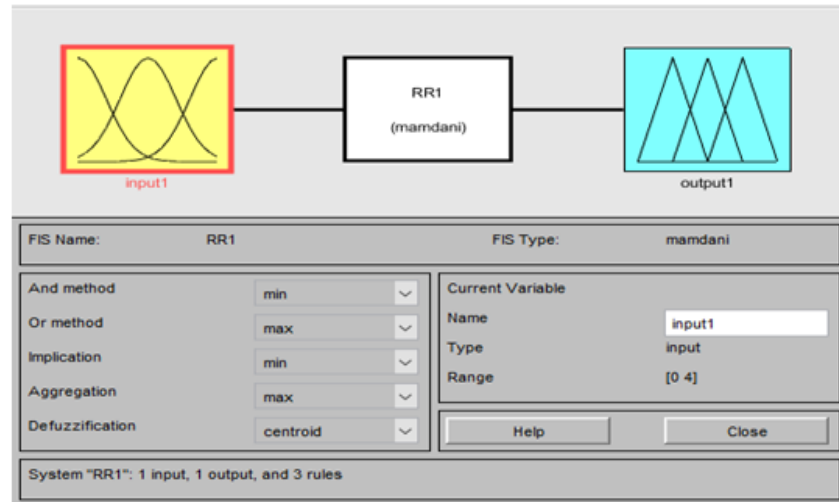 RR1
(mamdani)
input1
output1
FIS Name: RR1 FIS Type: mamdani
And method min
Or method max
Implication min
Aggregation max
Defuzzification centroid
Current Variable
Name input1
Type input
Range [0 4]
Help Close
System "RR1": 1 input, 1 output, and 3 rules